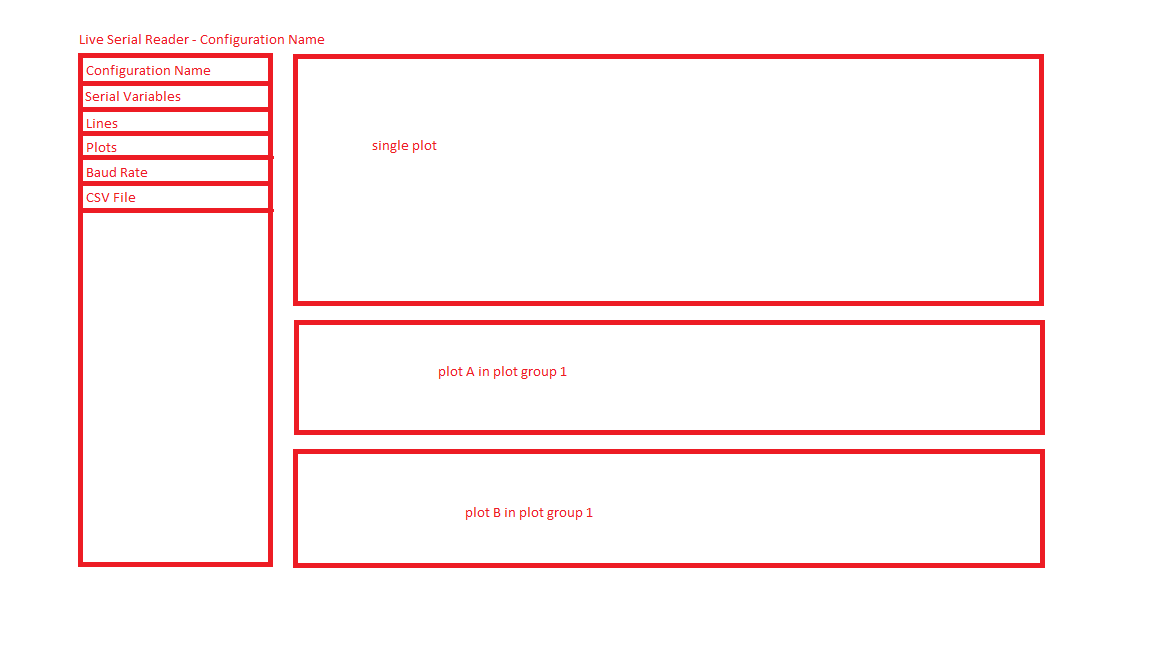 Live Serial Reader - Configuration Name
Configuration Name
Serial Variables
Lines
Plots
Baud Rate
CSV File
single plot
plot A in plot group 1
plot B in plot group 1